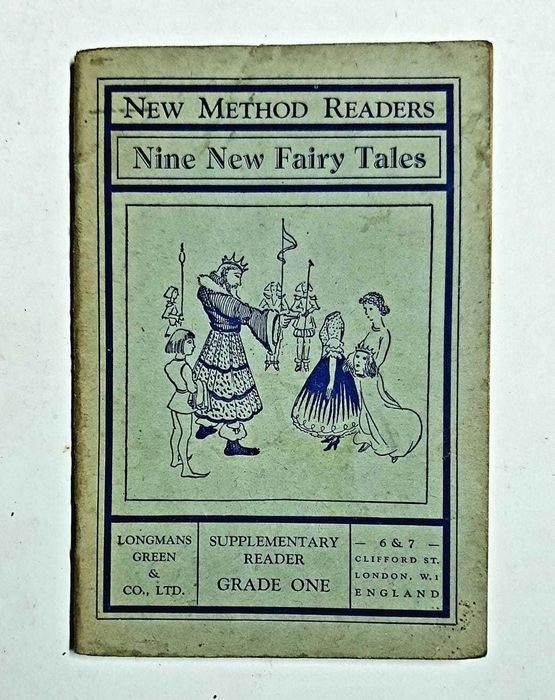 NEW METHOD READERS
Nine New Fairy Tales
LONGMANS
GREEN
&
CO., LTD.
SUPPLEMENTARY
READER
GRADE ONE
— 6 & 7 —
CLIFFORD ST.
LONDON, W.1
ENGLAND